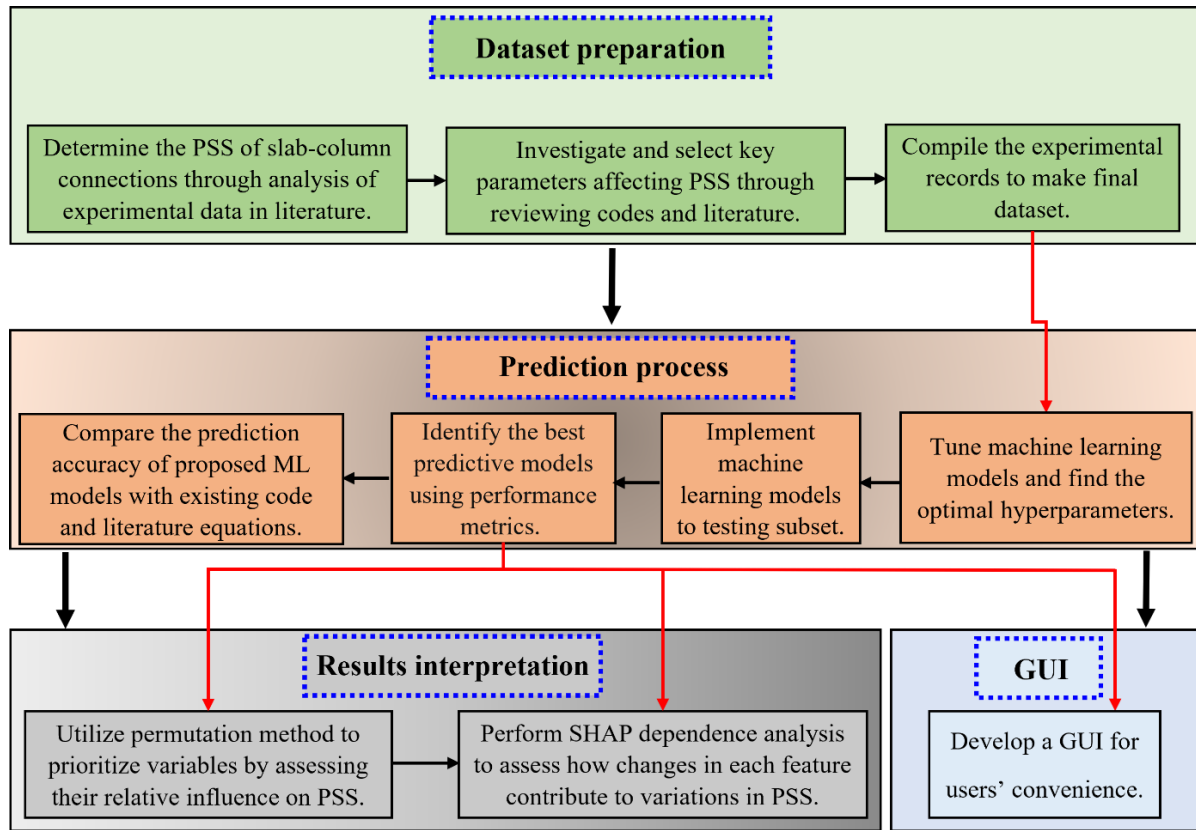 Dataset preparation
Determine the PSS of slab-column
connections through analysis of
experimental data in literature.
Investigate and select key
parameters affecting PSS through
reviewing codes and literature.
Compile the experimental
records to make final
dataset.
Prediction process
Compare the prediction
accuracy of proposed ML
models with existing code
and literature equations.
Identify the best
predictive models
using performance
metrics.
Implement
machine
learning models
to testing subset.
Tune machine learning
models and find the
optimal hyperparameters.
Results interpretation
Utilize permutation method to
prioritize variables by assessing
their relative influence on PSS.
Perform SHAP dependence analysis
to assess how changes in each feature
contribute to variations in PSS.
GUI
Develop a GUI for
users’ convenience.